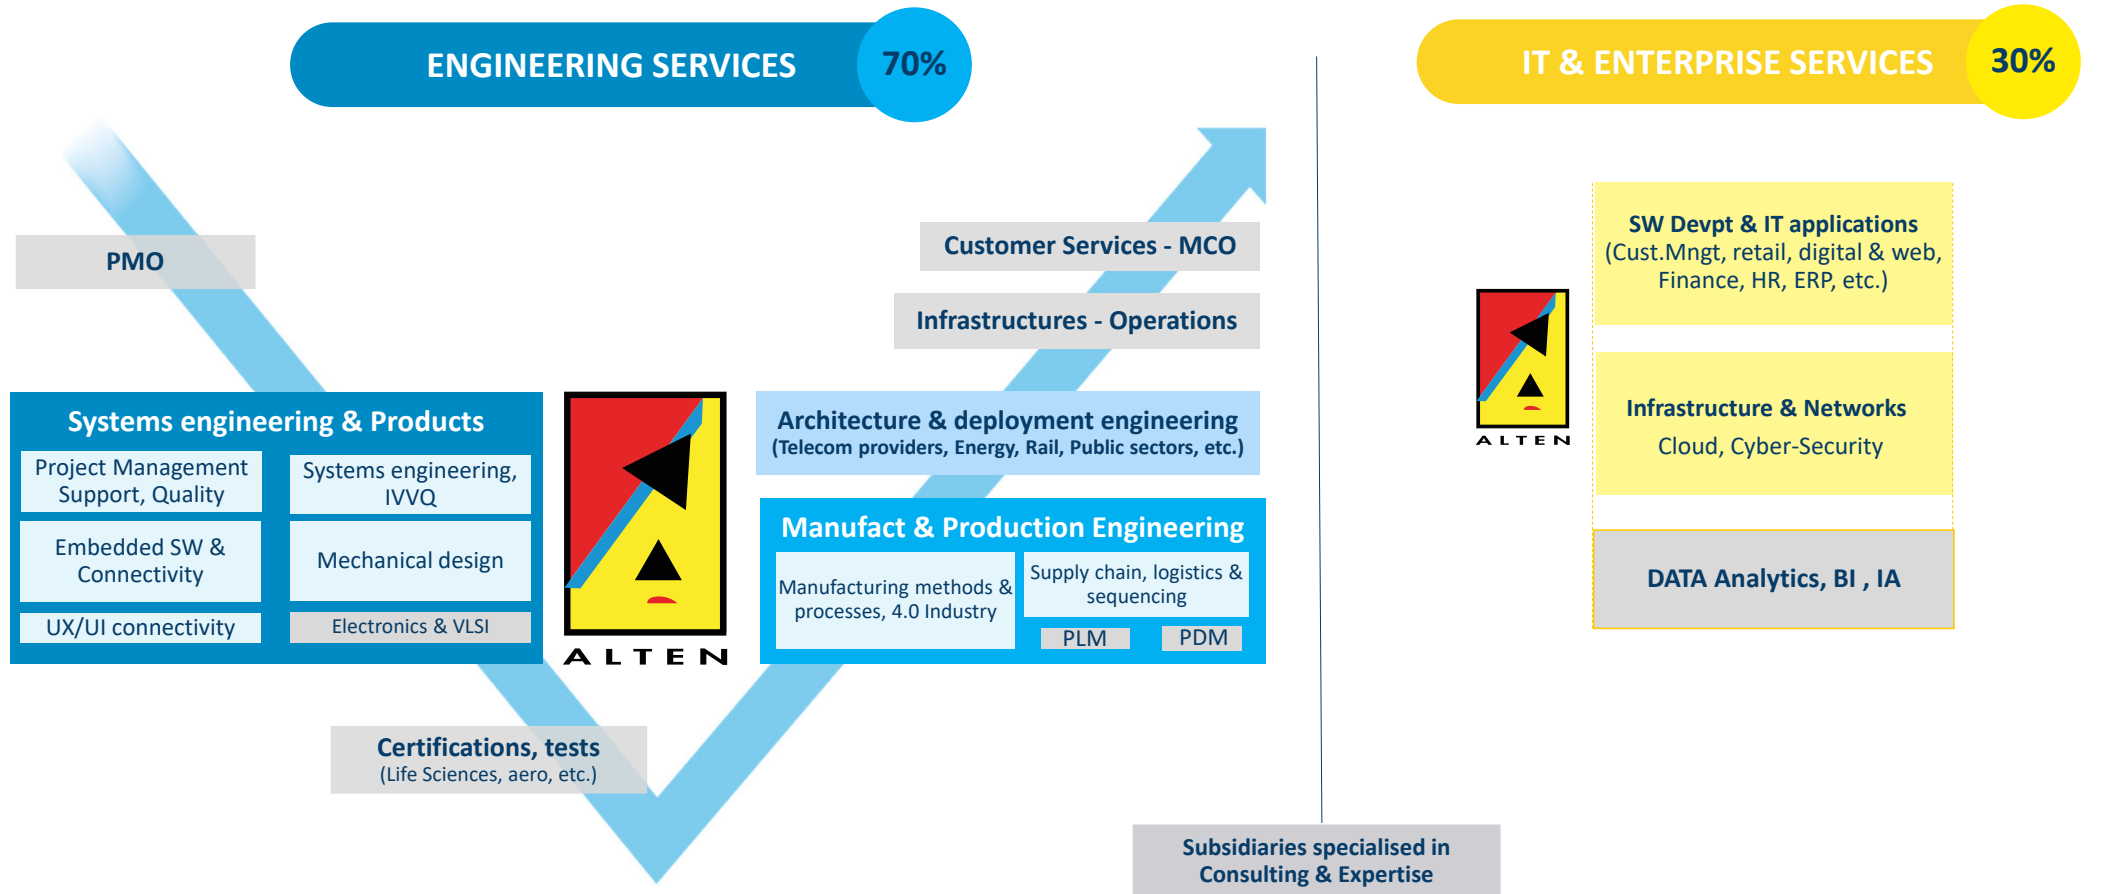 ENGINEERING SERVICES
70%
IT & ENTERPRISE SERVICES
30%
PMO
Customer Services - MCO
Infrastructures - Operations
Systems engineering & Products
Project Management
Support, Quality
Systems engineering,
IVVQ
Embedded SW &
Connectivity
Mechanical design
UX/UI connectivity
Electronics & VLSI
ALTEN
Architecture & deployment engineering
(Telecom providers, Energy, Rail, Public sectors, etc.)
Manufact & Production Engineering
Manufacturing methods &
processes, 4.0 Industry
Supply chain, logistics &
sequencing
PLM
PDM
Certifications, tests
(Life Sciences, aero, etc.)
ALTEN
SW Devpt & IT applications
(Cust.Mngt, retail, digital & web,
Finance, HR, ERP, etc.)
Infrastructure & Networks
Cloud, Cyber-Security
DATA Analytics, BI , IA
Subsidiaries specialised in
Consulting & Expertise